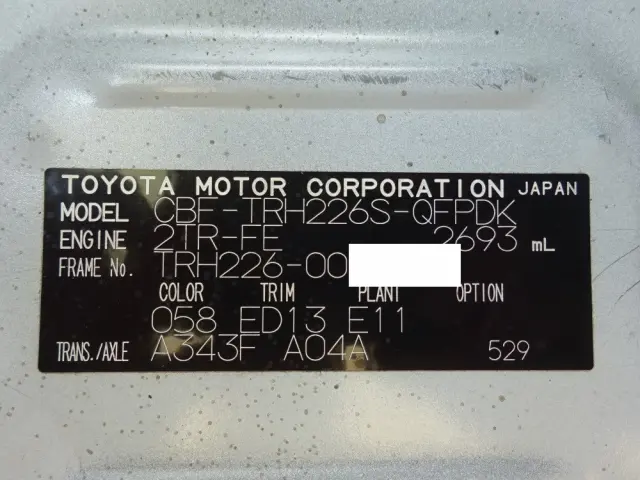 TOYOTA MOTOR CORPORATION JAPAN
MODEL CBF-TRH226S-QFPDK
ENGINE 2TR-FE 2693 mL
FRAME No. TRH226-00
COLOR TRIM PLANT OPTION
058 ED13 E11
TRANS./AXLE A343F A04A 529